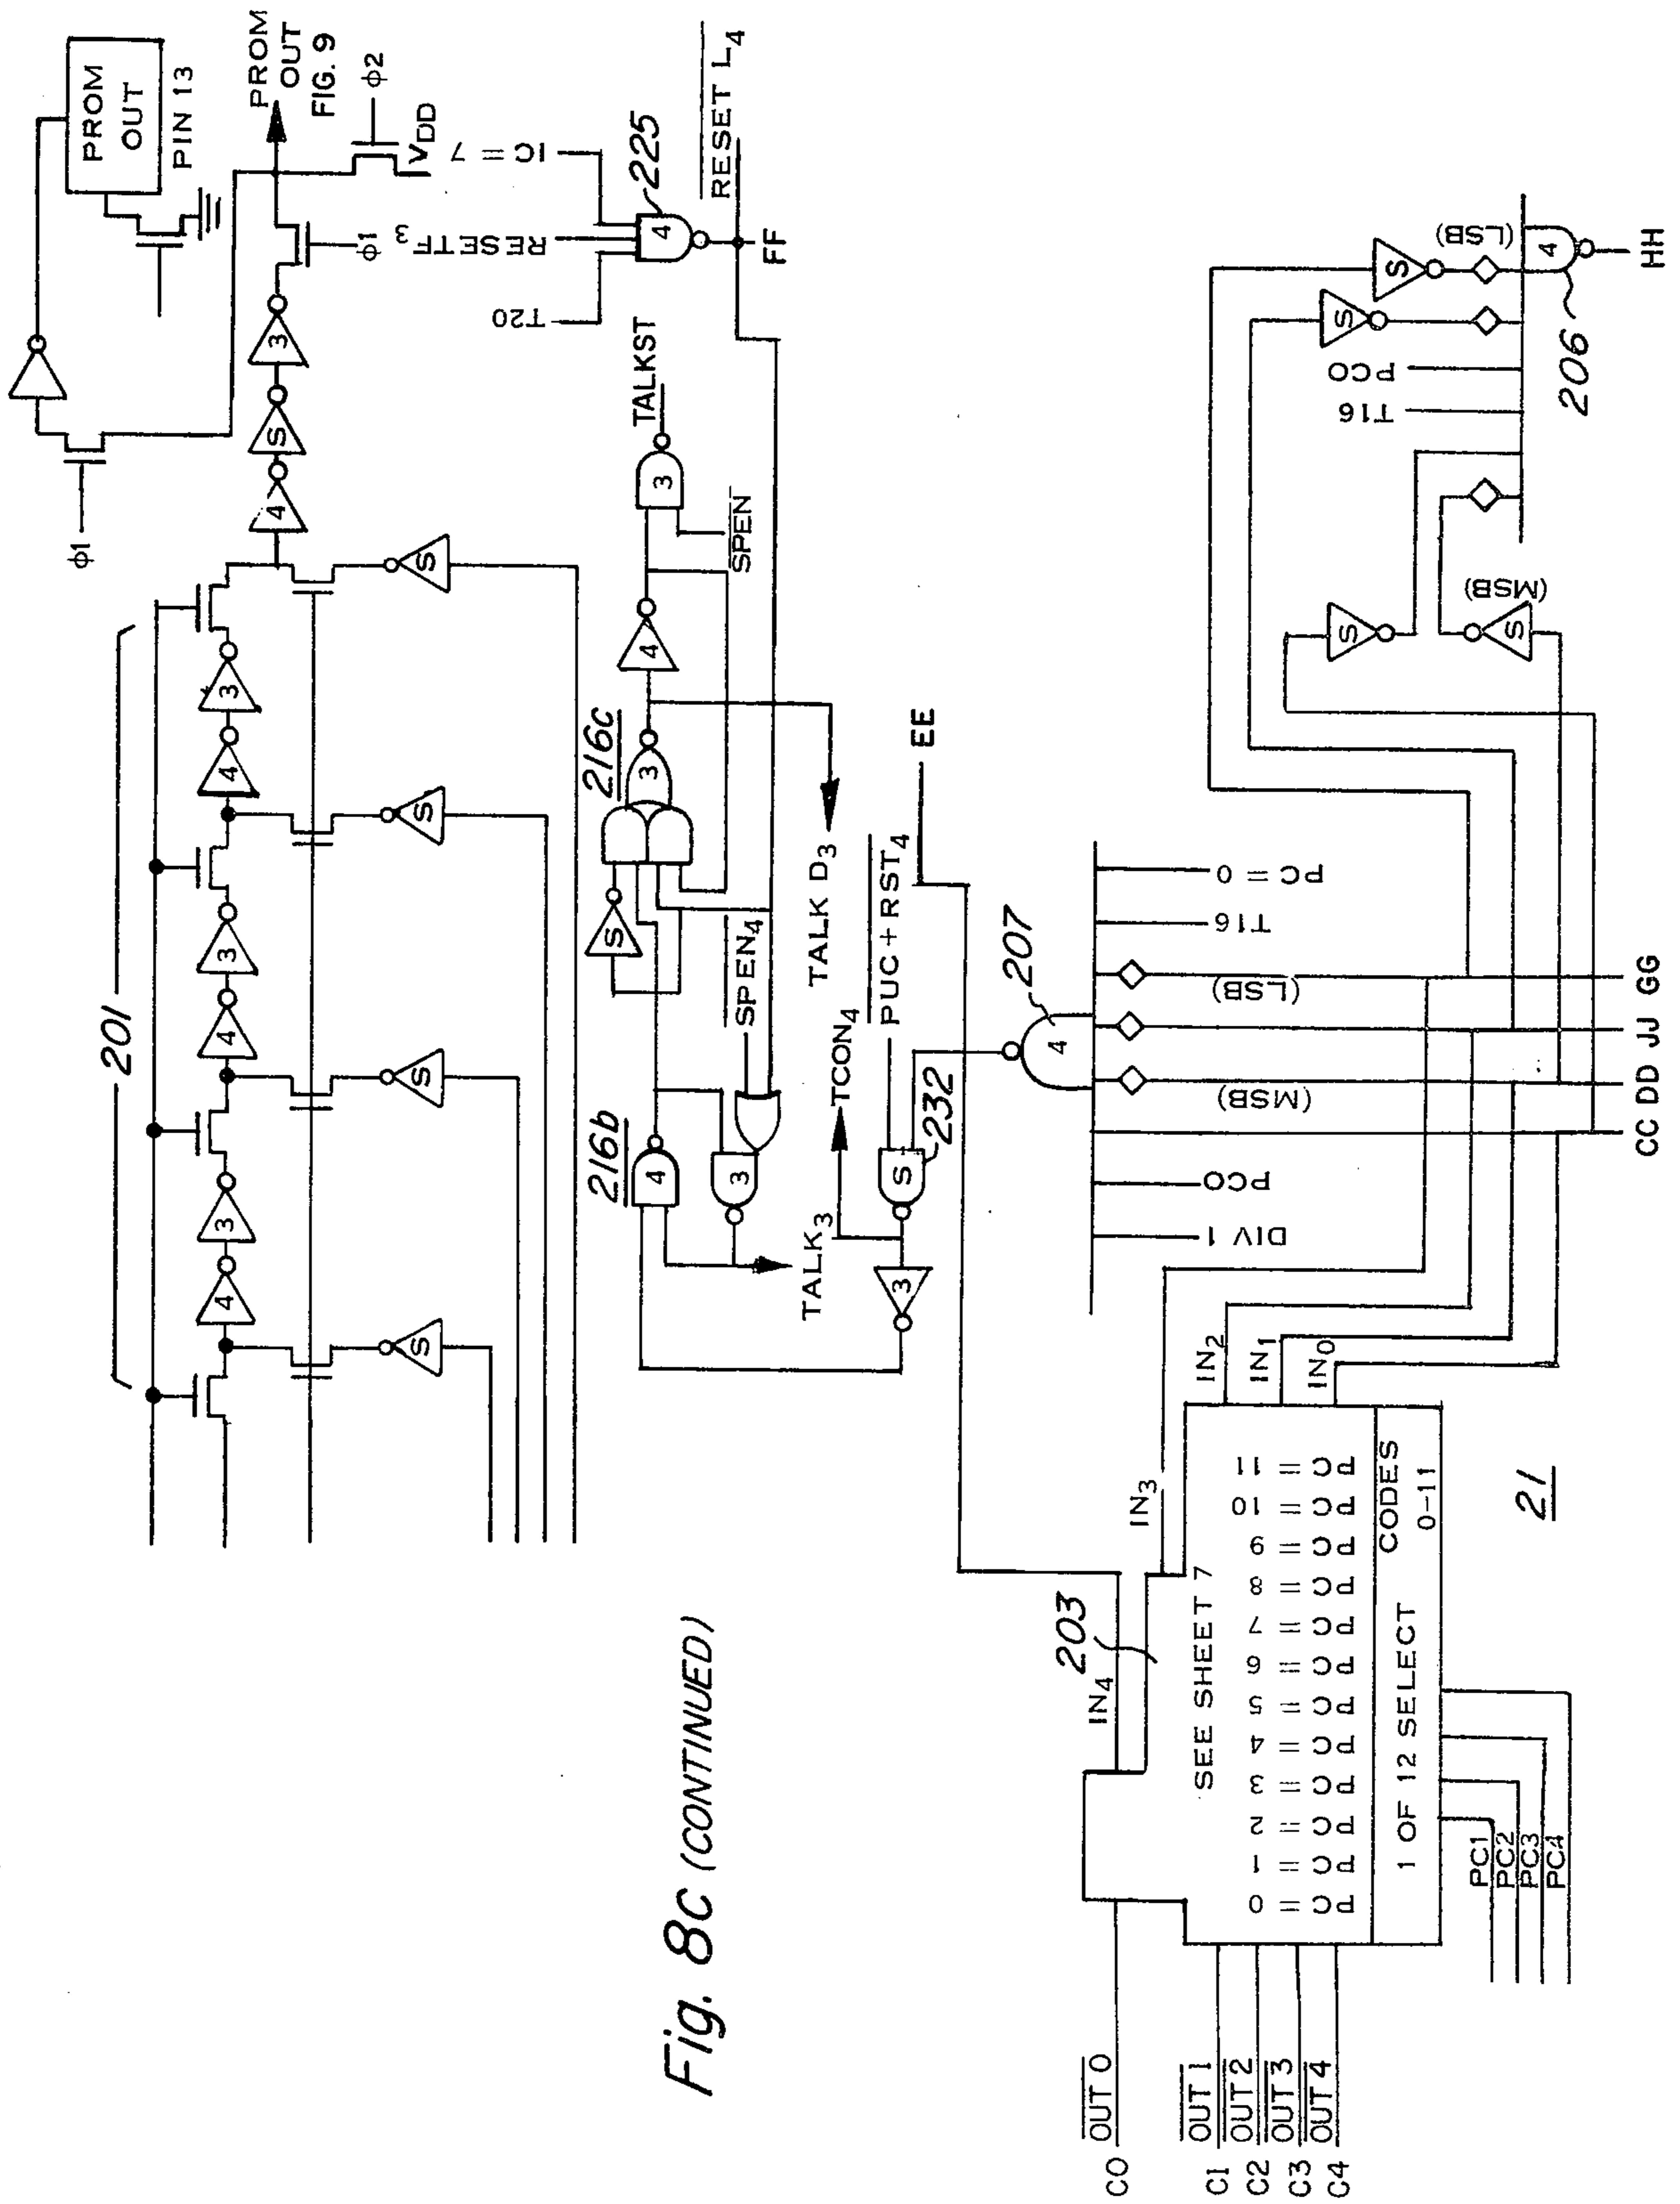 PROM
OUT
PIN 13
PROM
OUT
FIG. 9
ϕ1
ϕ2
VDD
ϕ1
3
S
4
201
3
4
3
4
3
4
S
S
S
S
IC = 7
RESETF3
T20
4
225
RESET L4
FF
TALKST
3
SPEN
4
216c
3
S
TALK D3
SPEN4
216b
4
3
TALK3
TCON4
PUC+RST4
EE
S
232
3
207
4
PC = 0
T16
(LSB)
(MSB)
PC0
DIV 1
CC DD JJ GG
S
S
S
S
(MSB)
(LSB)
PC0
T16
4
206
HH
Fig. 8c (CONTINUED)
203
IN4
IN3
IN2
IN1
IN0
SEE SHEET 7
PC = 0
PC = 1
PC = 2
PC = 3
PC = 4
PC = 5
PC = 6
PC = 7
PC = 8
PC = 9
PC = 10
PC = 11
1 OF 12 SELECT
CODES
0-11
21
C0 OUT 0
C1 OUT 1
C2 OUT 2
C3 OUT 3
C4 OUT 4
PC1
PC2
PC3
PC4